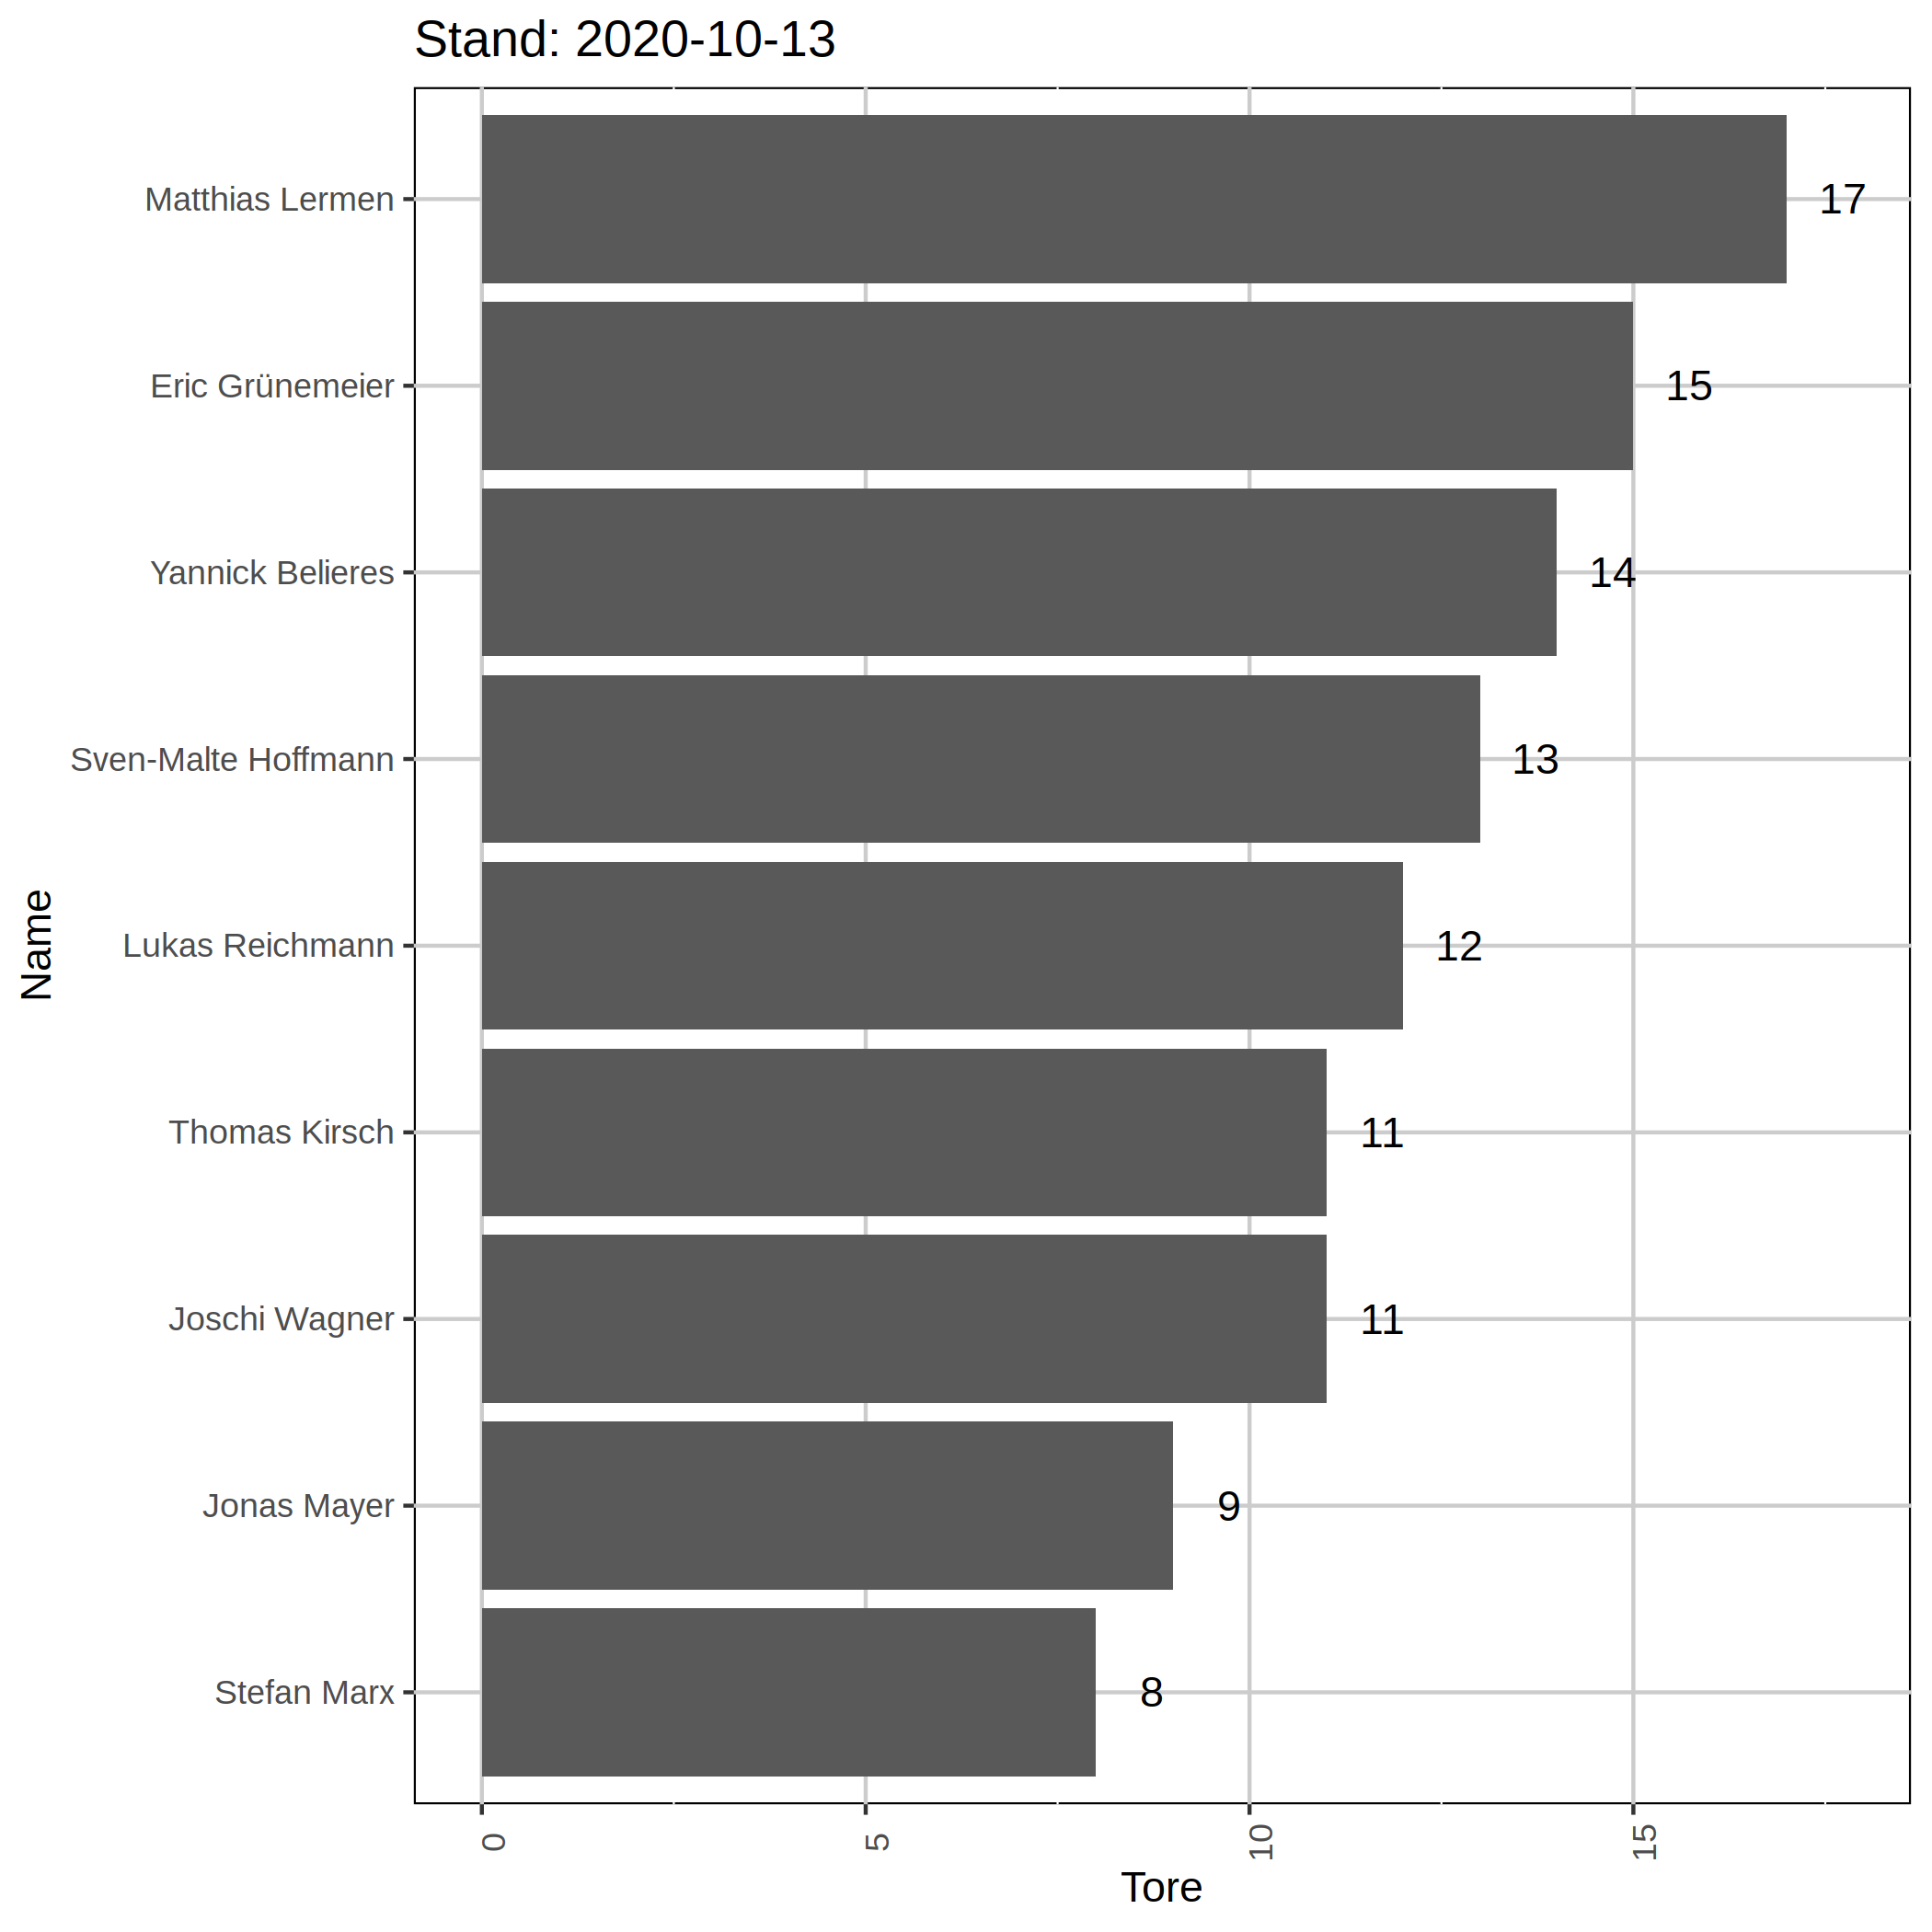 Stand: 2020-10-13
Name
Matthias Lermen 17
Eric Grünemeier 15
Yannick Belieres 14
Sven-Malte Hoffmann 13
Lukas Reichmann 12
Thomas Kirsch 11
Joschi Wagner 11
Jonas Mayer 9
Stefan Marx 8
0 5 10 15
Tore